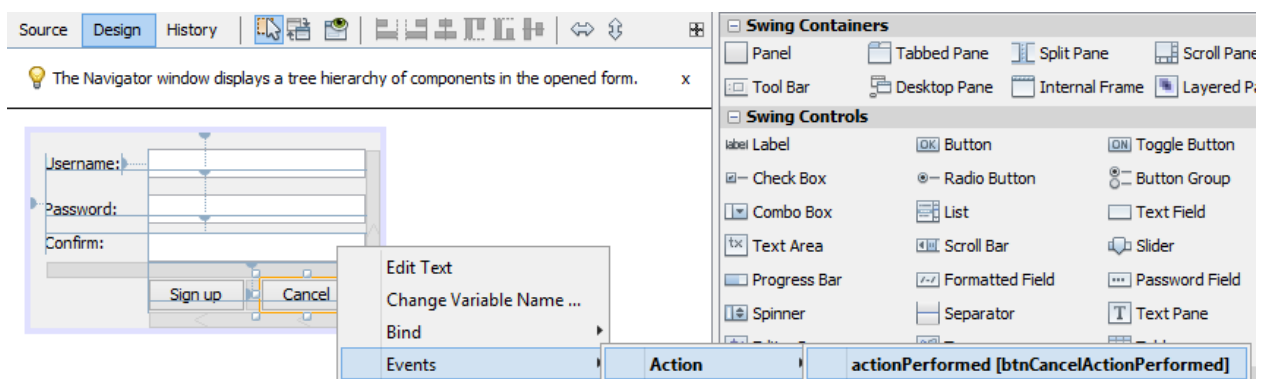 Source Design History
The Navigator window displays a tree hierarchy of components in the opened form. x
Username:
Password:
Confirm:
Sign up Cancel
Edit Text
Change Variable Name ...
Bind
Events
Action
actionPerformed [btnCancelActionPerformed]
Swing Containers
Panel Tabbed Pane Split Pane Scroll Pane
Tool Bar Desktop Pane Internal Frame Layered
Swing Controls
label Label OK Button ON Toggle Button
Check Box Radio Button Button Group
Combo Box List Text Field
Text Area Scroll Bar Slider
Progress Bar Formatted Field Password Field
Spinner Separator T Text Pane